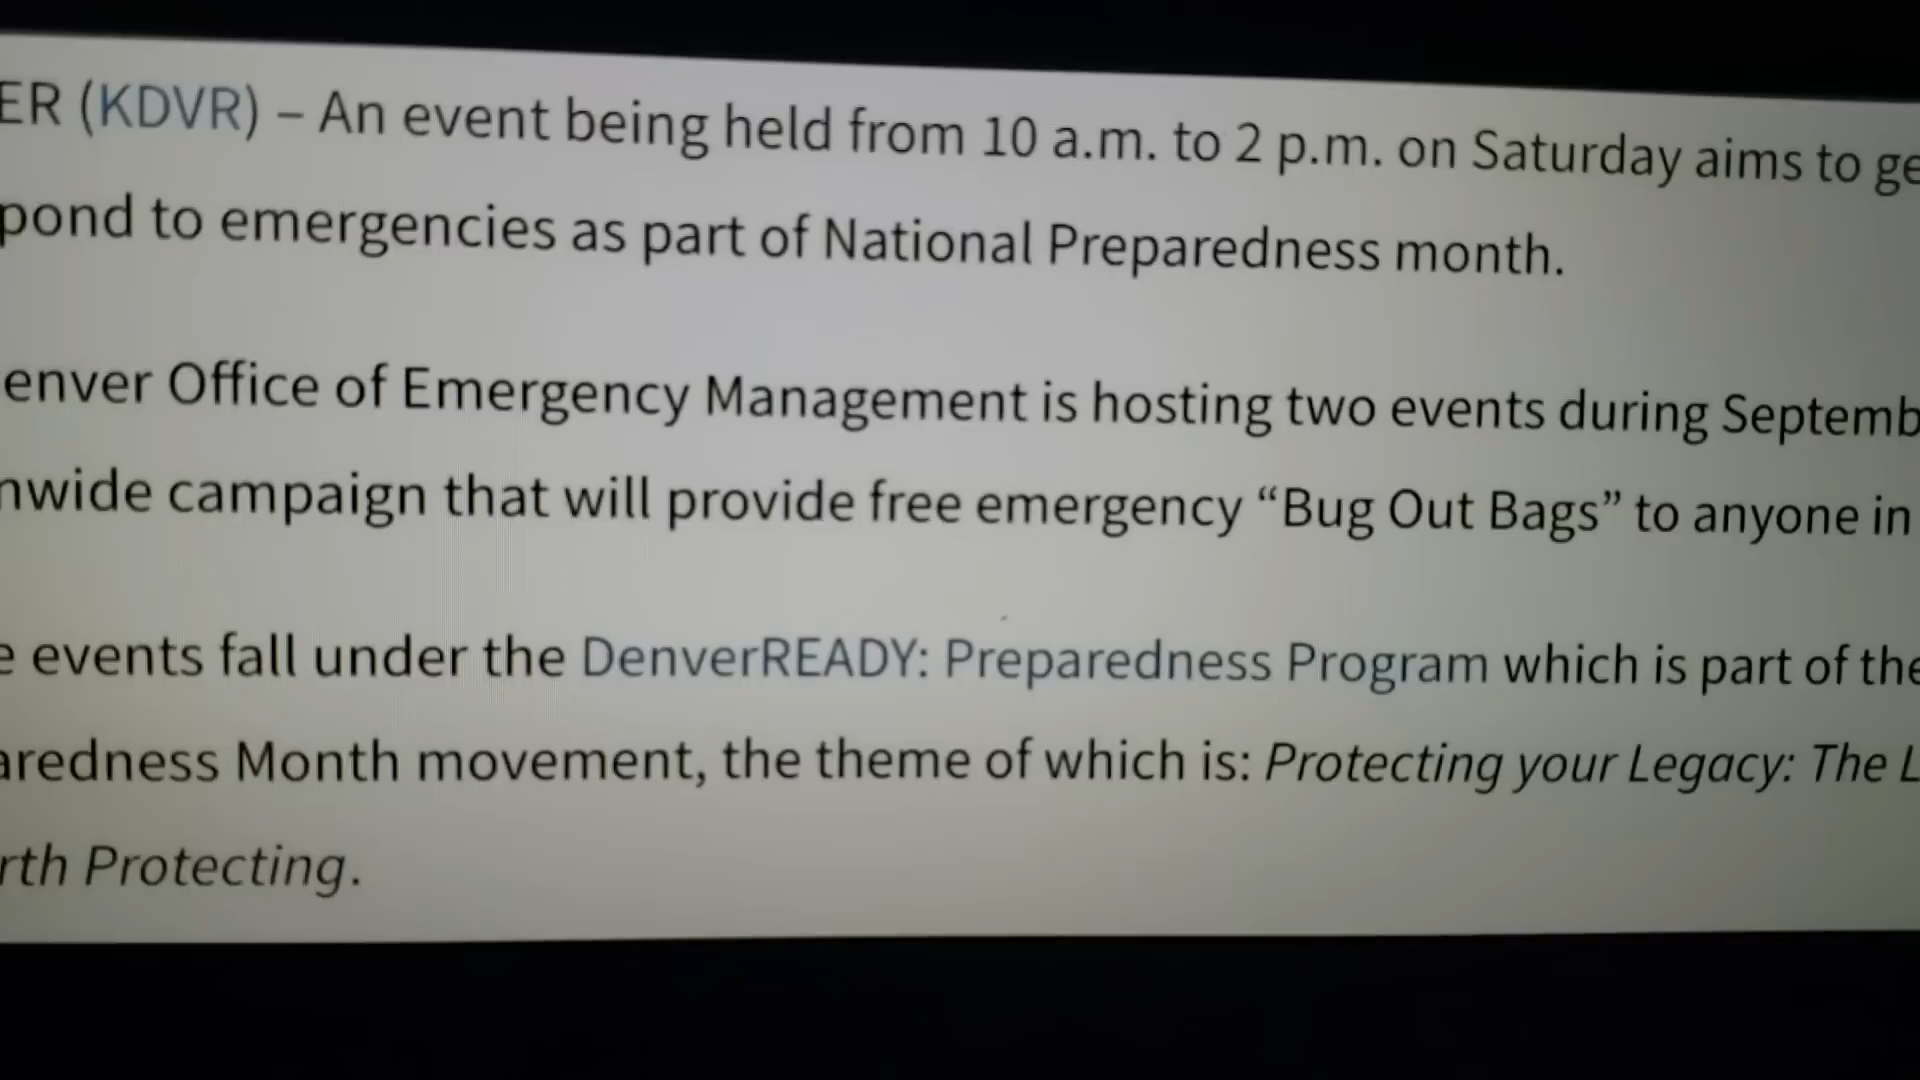 ER (KDVR) – An event being held from 10 a.m. to 2 p.m. on Saturday aims to ge
pond to emergencies as part of National Preparedness month.
enver Office of Emergency Management is hosting two events during Septemb
nwide campaign that will provide free emergency “Bug Out Bags” to anyone in
e events fall under the DenverREADY: Preparedness Program which is part of the
aredness Month movement, the theme of which is: Protecting your Legacy: The L
rth Protecting.